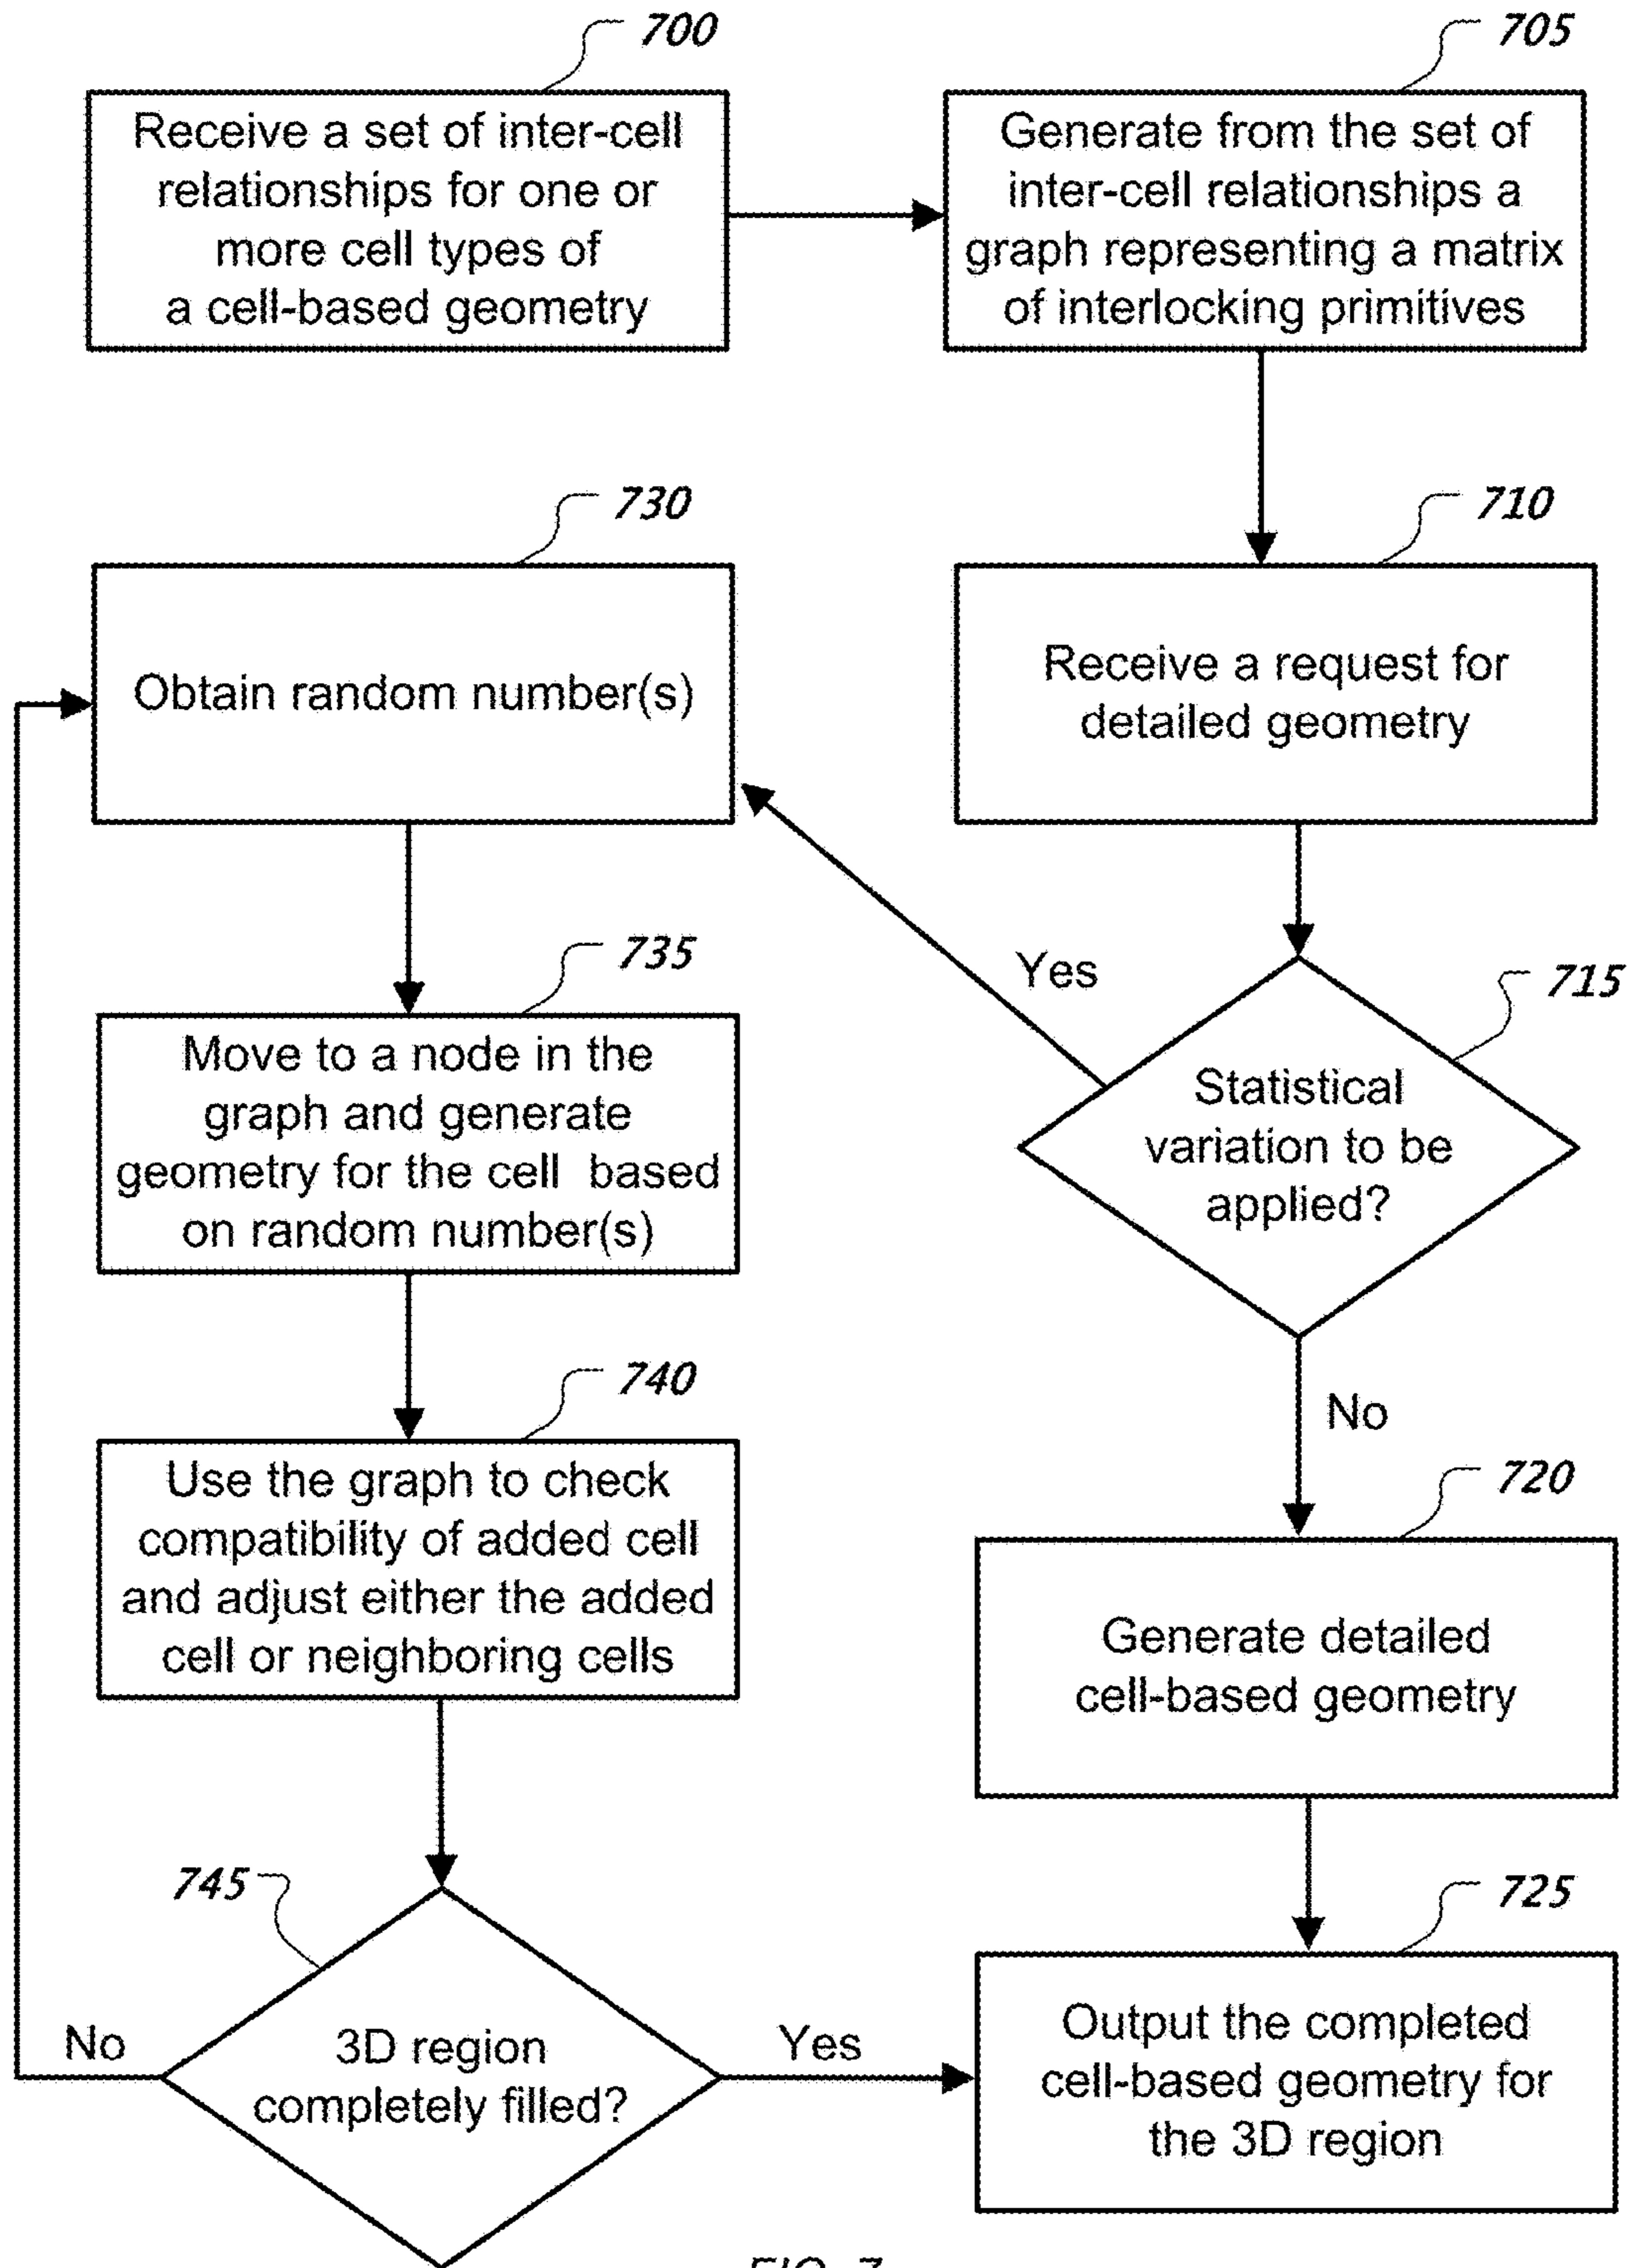 700
Receive a set of inter-cell
relationships for one or
more cell types of
a cell-based geometry
705
Generate from the set of
inter-cell relationships a
graph representing a matrix
of interlocking primitives
710
Receive a request for
detailed geometry
715
Statistical
variation to be
applied?
Yes
No
720
Generate detailed
cell-based geometry
725
Output the completed
cell-based geometry for
the 3D region
730
Obtain random number(s)
735
Move to a node in the
graph and generate
geometry for the cell based
on random number(s)
740
Use the graph to check
compatibility of added cell
and adjust either the added
cell or neighboring cells
745
3D region
completely filled?
No
Yes
FIG. 7